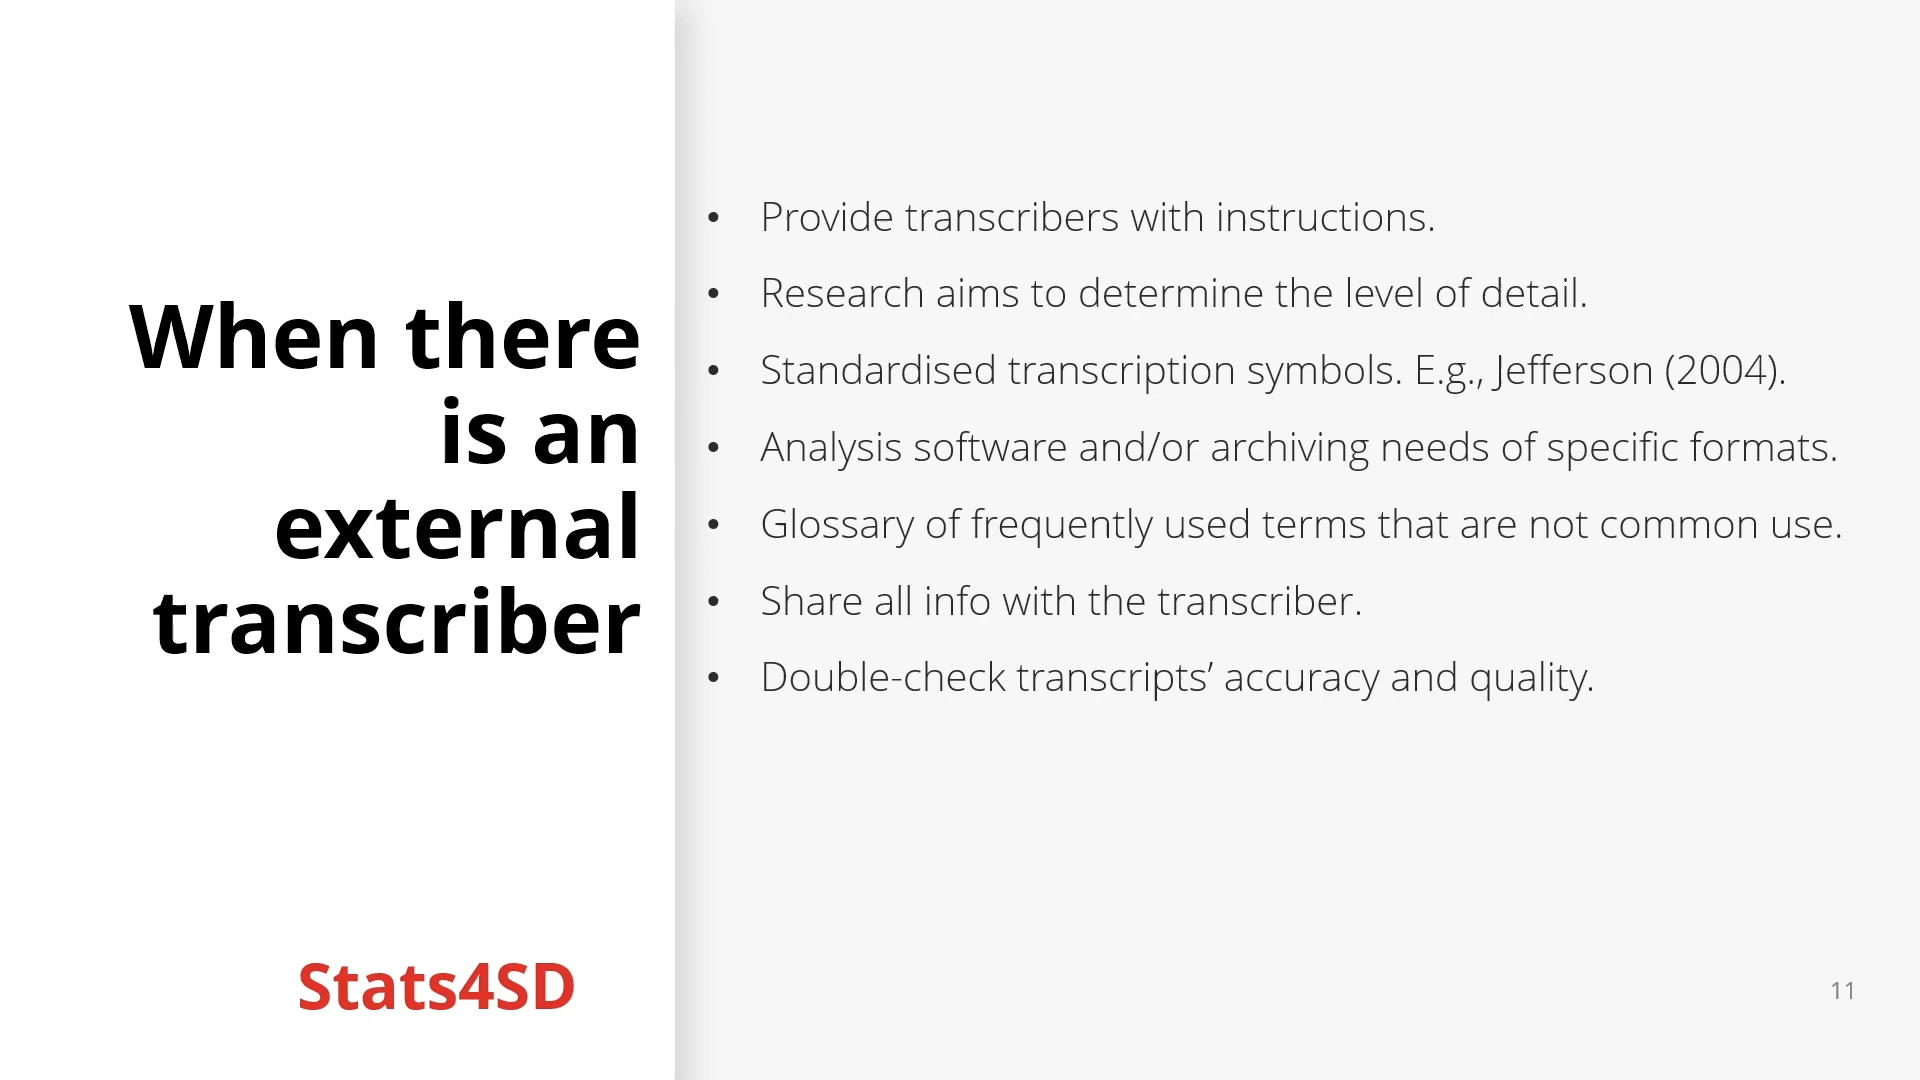 When there
is an
external
transcriber
Stats4SD
• Provide transcribers with instructions.
• Research aims to determine the level of detail.
• Standardised transcription symbols. E.g., Jefferson (2004).
• Analysis software and/or archiving needs of specific formats.
• Glossary of frequently used terms that are not common use.
• Share all info with the transcriber.
• Double-check transcripts’ accuracy and quality.
11